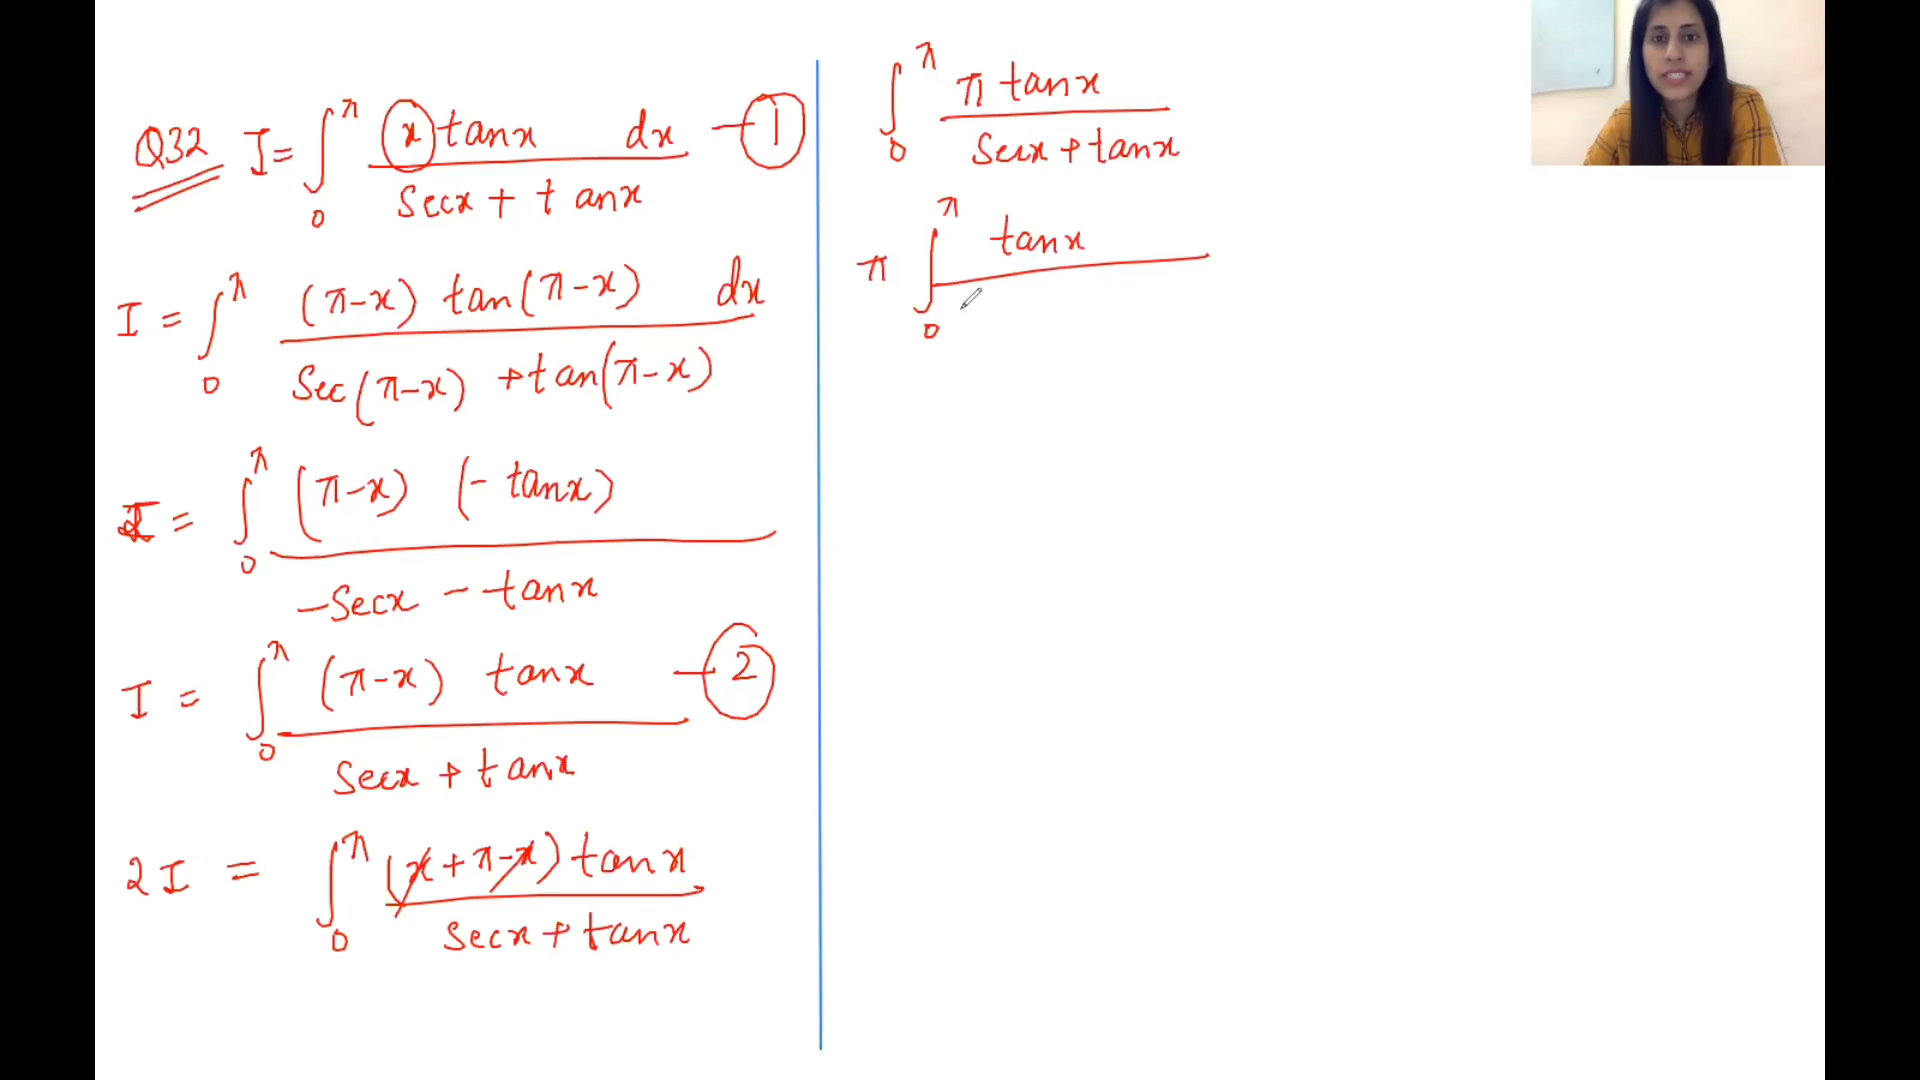 Q32 I = ∫₀^π x tanx dx — ①
secx + tanx
I = ∫₀^π (π-x) tan(π-x) dx
Sec(π-x) + tan(π-x)
I = ∫₀^π (π-x) (- tanx)
-Secx - tanx
I = ∫₀^π (π-x) tanx — ②
Secx + tanx
2I = ∫₀^π (x+π-x) tanx
secx + tanx
∫₀^π π tanx
Secx + tanx
π ∫₀^π tanx